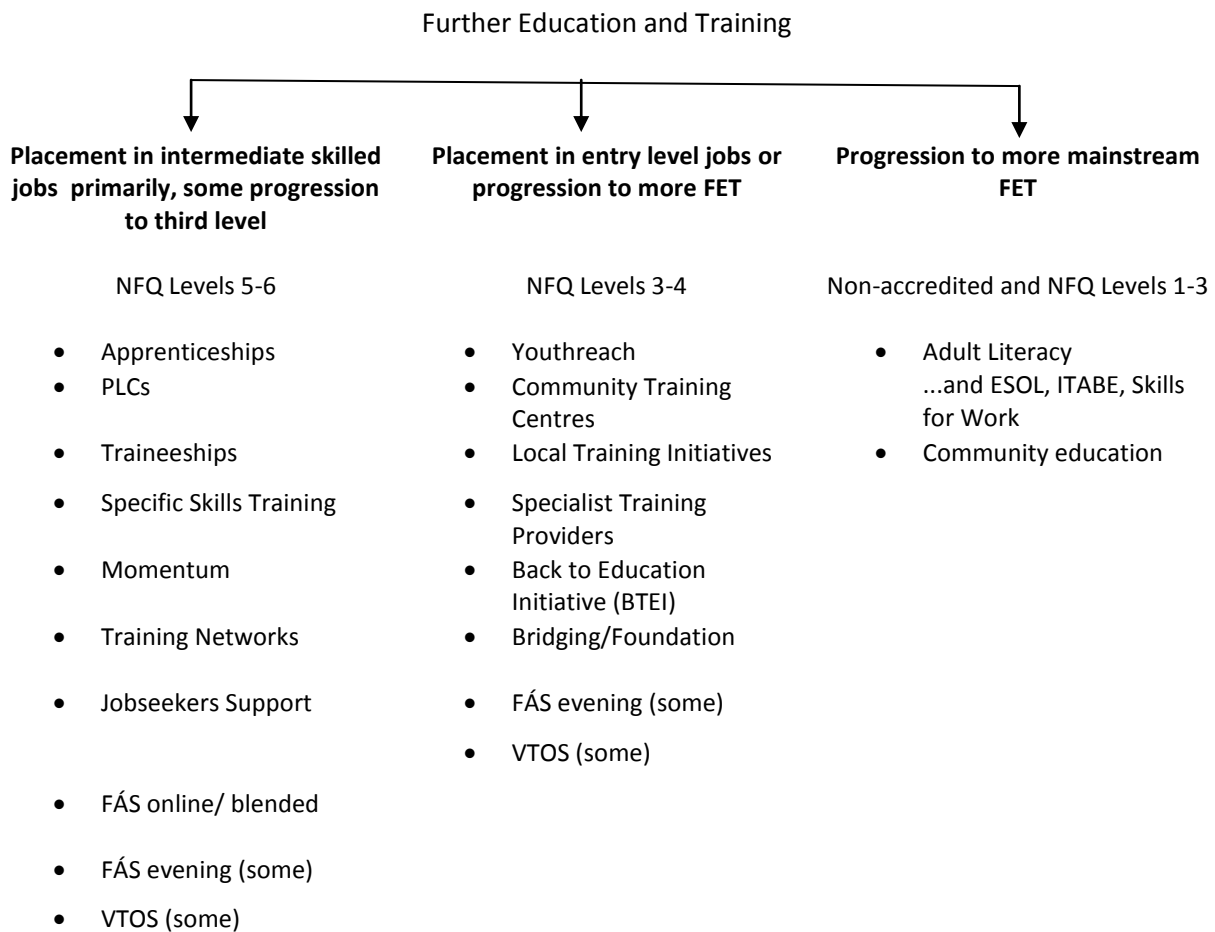 Further Education and Training
Placement in intermediate skilled
jobs primarily, some progression
to third level
NFQ Levels 5-6
• Apprenticeships
• PLCs
• Traineeships
• Specific Skills Training
• Momentum
• Training Networks
• Jobseekers Support
• FÁS online/ blended
• FÁS evening (some)
• VTOS (some)
Placement in entry level jobs or
progression to more FET
NFQ Levels 3-4
• Youthreach
• Community Training
Centres
• Local Training Initiatives
• Specialist Training
Providers
• Back to Education
Initiative (BTEI)
• Bridging/Foundation
• FÁS evening (some)
• VTOS (some)
Progression to more mainstream
FET
Non-accredited and NFQ Levels 1-3
• Adult Literacy
...and ESOL, ITABE, Skills
for Work
• Community education